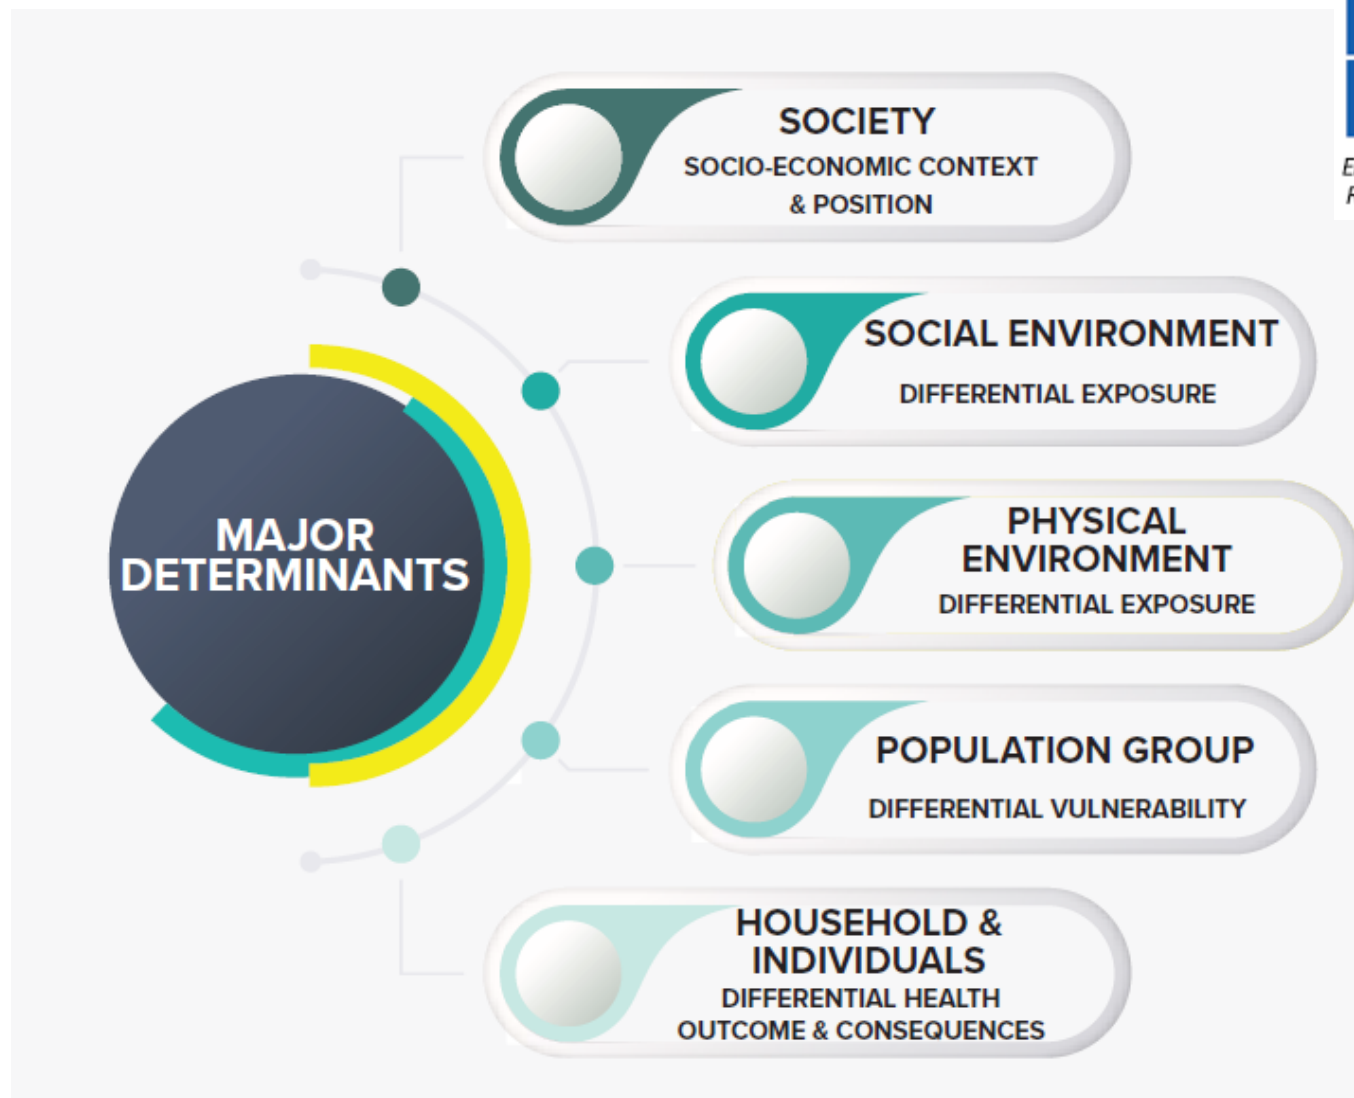 SOCIETY
SOCIO-ECONOMIC CONTEXT
& POSITION
SOCIAL ENVIRONMENT
DIFFERENTIAL EXPOSURE
MAJOR
DETERMINANTS
PHYSICAL
ENVIRONMENT
DIFFERENTIAL EXPOSURE
POPULATION GROUP
DIFFERENTIAL VULNERABILITY
HOUSEHOLD &
INDIVIDUALS
DIFFERENTIAL HEALTH
OUTCOME & CONSEQUENCES